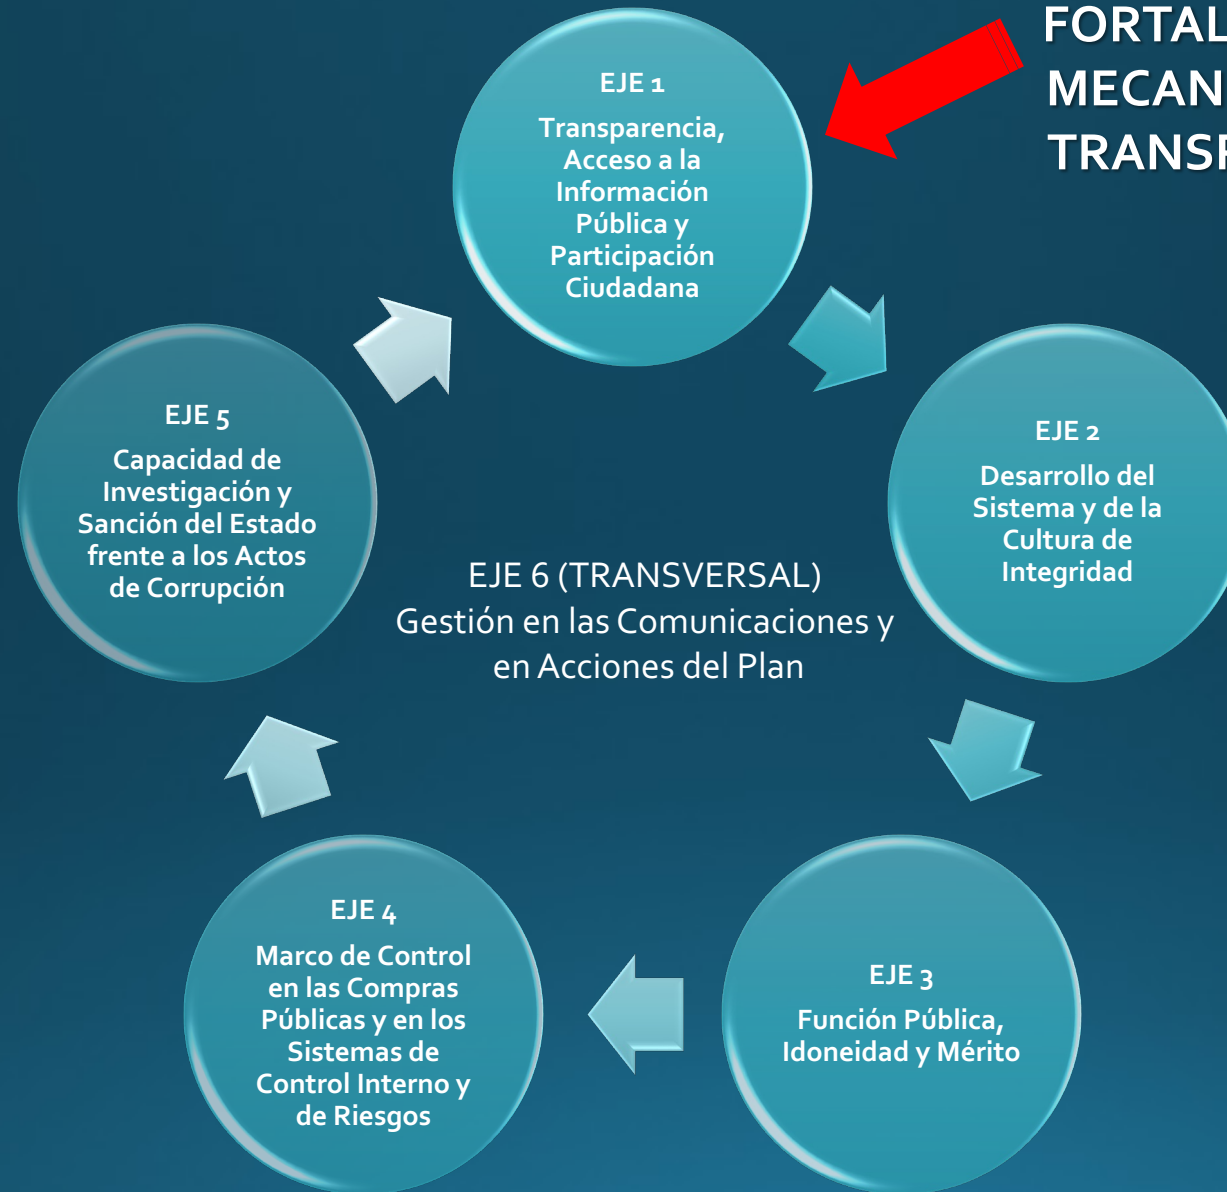 EJE 1
Transparencia,
Acceso a la
Información
Pública y
Participación
Ciudadana
EJE 2
Desarrollo del
Sistema y de la
Cultura de
Integridad
EJE 3
Función Pública,
Idoneidad y Mérito
EJE 4
Marco de Control
en las Compras
Públicas y en los
Sistemas de
Control Interno y
de Riesgos
EJE 5
Capacidad de
Investigación y
Sanción del Estado
frente a los Actos
de Corrupción
EJE 6 (TRANSVERSAL)
Gestión en las Comunicaciones y
en Acciones del Plan